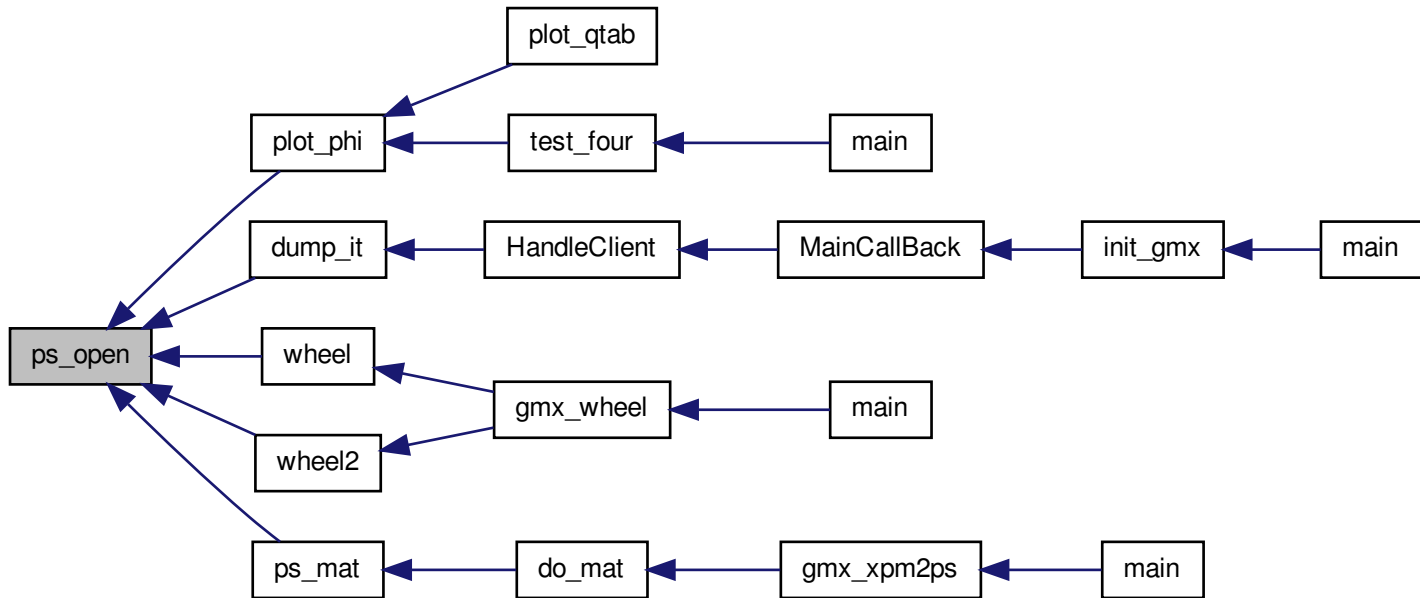 plot_qtab
plot_phi
test_four
main
dump_it
HandleClient
MainCallBack
init_gmx
main
ps_open
wheel
gmx_wheel
main
wheel2
ps_mat
do_mat
gmx_xpm2ps
main